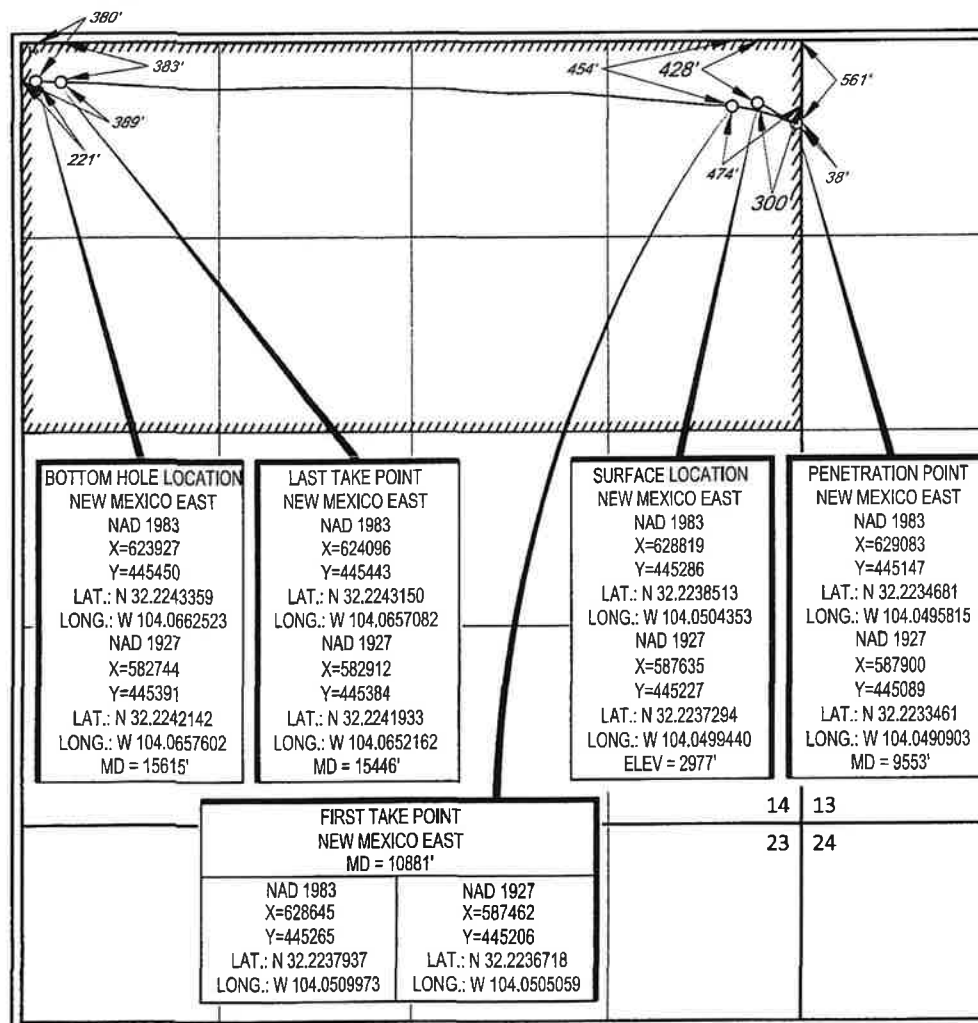 380'
383'
389'
221'
454'
428'
561'
474'
300'
38'
BOTTOM HOLE LOCATION
NEW MEXICO EAST
NAD 1983
X=623927
Y=445450
LAT.: N 32.2243359
LONG.: W 104.0662523
NAD 1927
X=582744
Y=445391
LAT.: N 32.2242142
LONG.: W 104.0657602
MD = 15615'
LAST TAKE POINT
NEW MEXICO EAST
NAD 1983
X=624096
Y=445443
LAT.: N 32.2243150
LONG.: W 104.0657082
NAD 1927
X=582912
Y=445384
LAT.: N 32.2241933
LONG.: W 104.0652162
MD = 15446'
SURFACE LOCATION
NEW MEXICO EAST
NAD 1983
X=628819
Y=445286
LAT.: N 32.2238513
LONG.: W 104.0504353
NAD 1927
X=587635
Y=445227
LAT.: N 32.2237294
LONG.: W 104.0499440
ELEV = 2977'
PENETRATION POINT
NEW MEXICO EAST
NAD 1983
X=629083
Y=445147
LAT.: N 32.2234681
LONG.: W 104.0495815
NAD 1927
X=587900
Y=445089
LAT.: N 32.2233461
LONG.: W 104.0490903
MD = 9553'
14 13
23 24
FIRST TAKE POINT
NEW MEXICO EAST
MD = 10881'
NAD 1983
X=628645
Y=445265
LAT.: N 32.2237937
LONG.: W 104.0509973
NAD 1927
X=587462
Y=445206
LAT.: N 32.2236718
LONG.: W 104.0505059